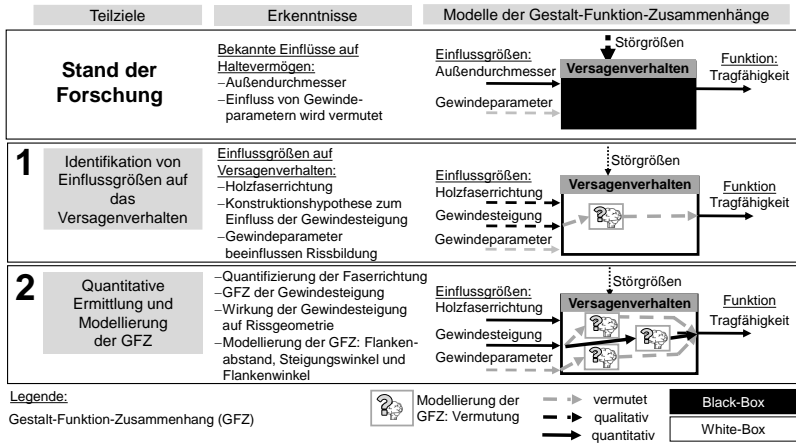 Teilziele
Erkenntnisse
Modelle der Gestalt-Funktion-Zusammenhänge
Stand der
Forschung
Bekannte Einflüsse auf
Haltevermögen:
–Außendurchmesser
–Einfluss von Gewinde-
parametern wird vermutet
Einflussgrößen:
Außendurchmesser
Gewindeparameter
Störgrößen
Versagenverhalten
Funktion:
Tragfähigkeit
1
Identifikation von
Einflussgrößen auf
das
Versagenverhalten
Einflussgrößen auf
Versagenverhalten:
–Holzfaserrichtung
–Konstruktionshypothese zum
Einfluss der Gewindesteigung
–Gewindeparameter
beeinflussen Rissbildung
Einflussgrößen:
Holzfaserrichtung
Gewindesteigung
Gewindeparameter
Störgrößen
Versagenverhalten
?
Funktion
Tragfähigkeit
2
Quantitative
Ermittlung und
Modellierung
der GFZ
–Quantifizierung der Faserrichtung
–GFZ der Gewindesteigung
–Wirkung der Gewindesteigung
auf Rissgeometrie
–Modellierung der GFZ: Flanken-
abstand, Steigungswinkel und
Flankenwinkel
Einflussgrößen:
Holzfaserrichtung
Gewindesteigung
Gewindeparameter
Störgrößen
Versagenverhalten
?
?
?
Funktion
Tragfähigkeit
Legende:
Gestalt-Funktion-Zusammenhang (GFZ)
?
Modellierung der
GFZ: Vermutung
vermutet
qualitativ
quantitativ
Black-Box
White-Box